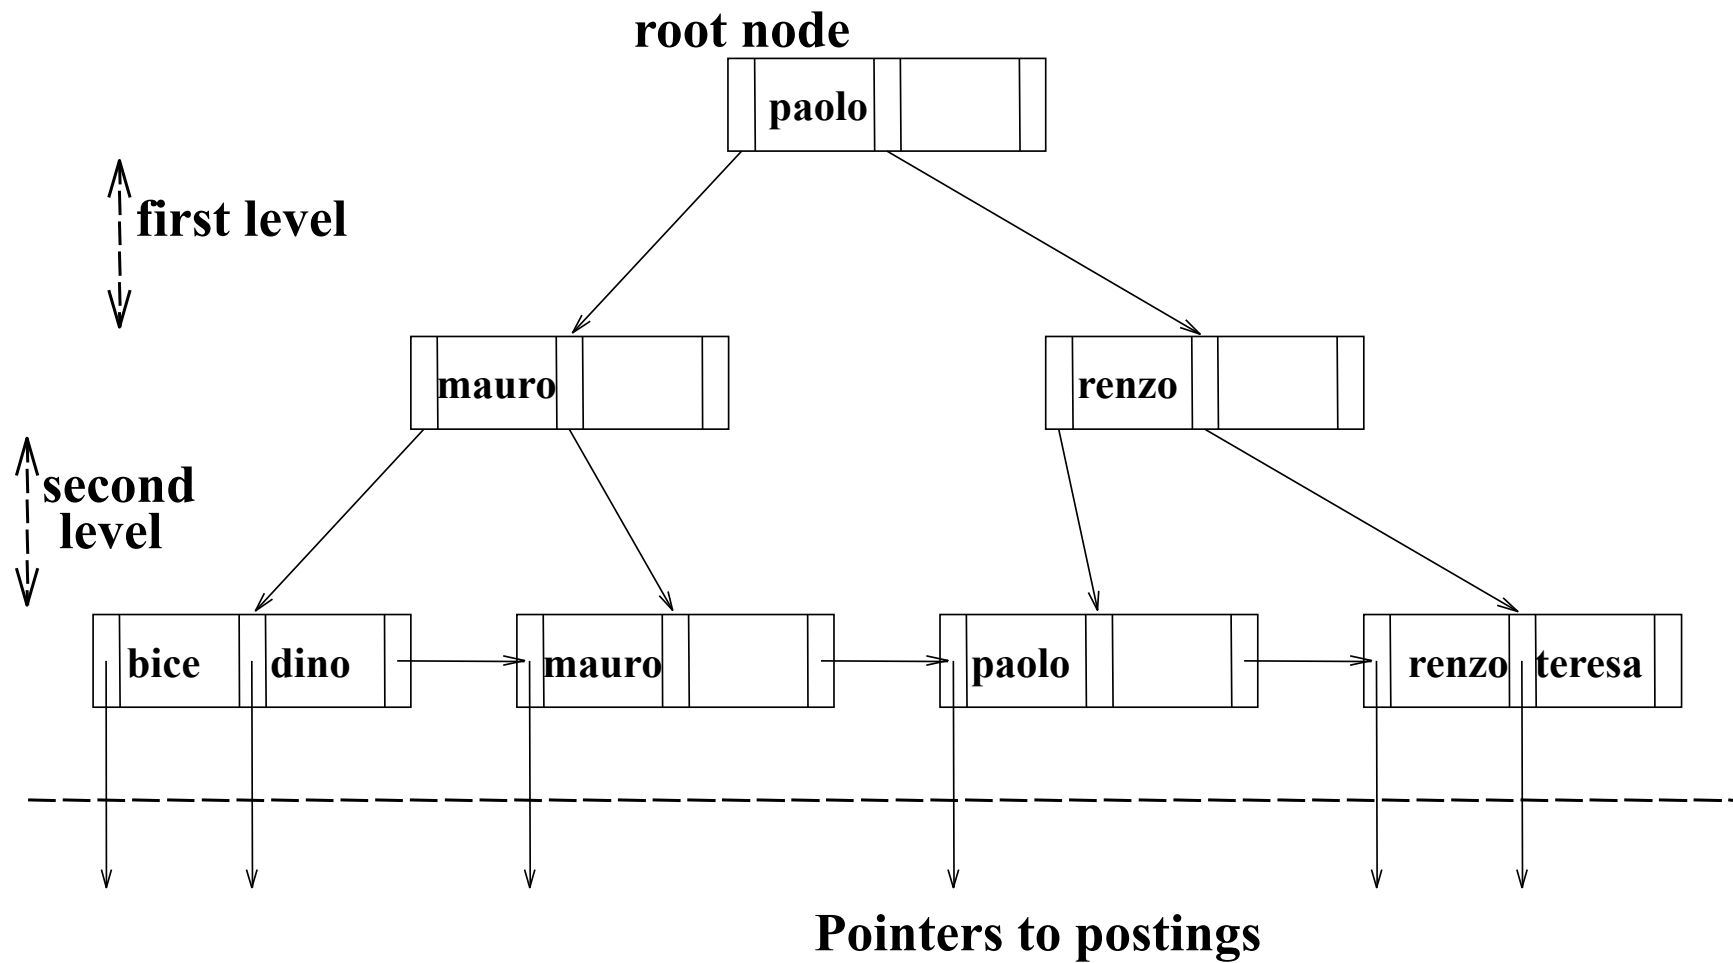 root node
paolo
first level
mauro
renzo
second
level
bice dino
mauro
paolo
renzo teresa
Pointers to postings